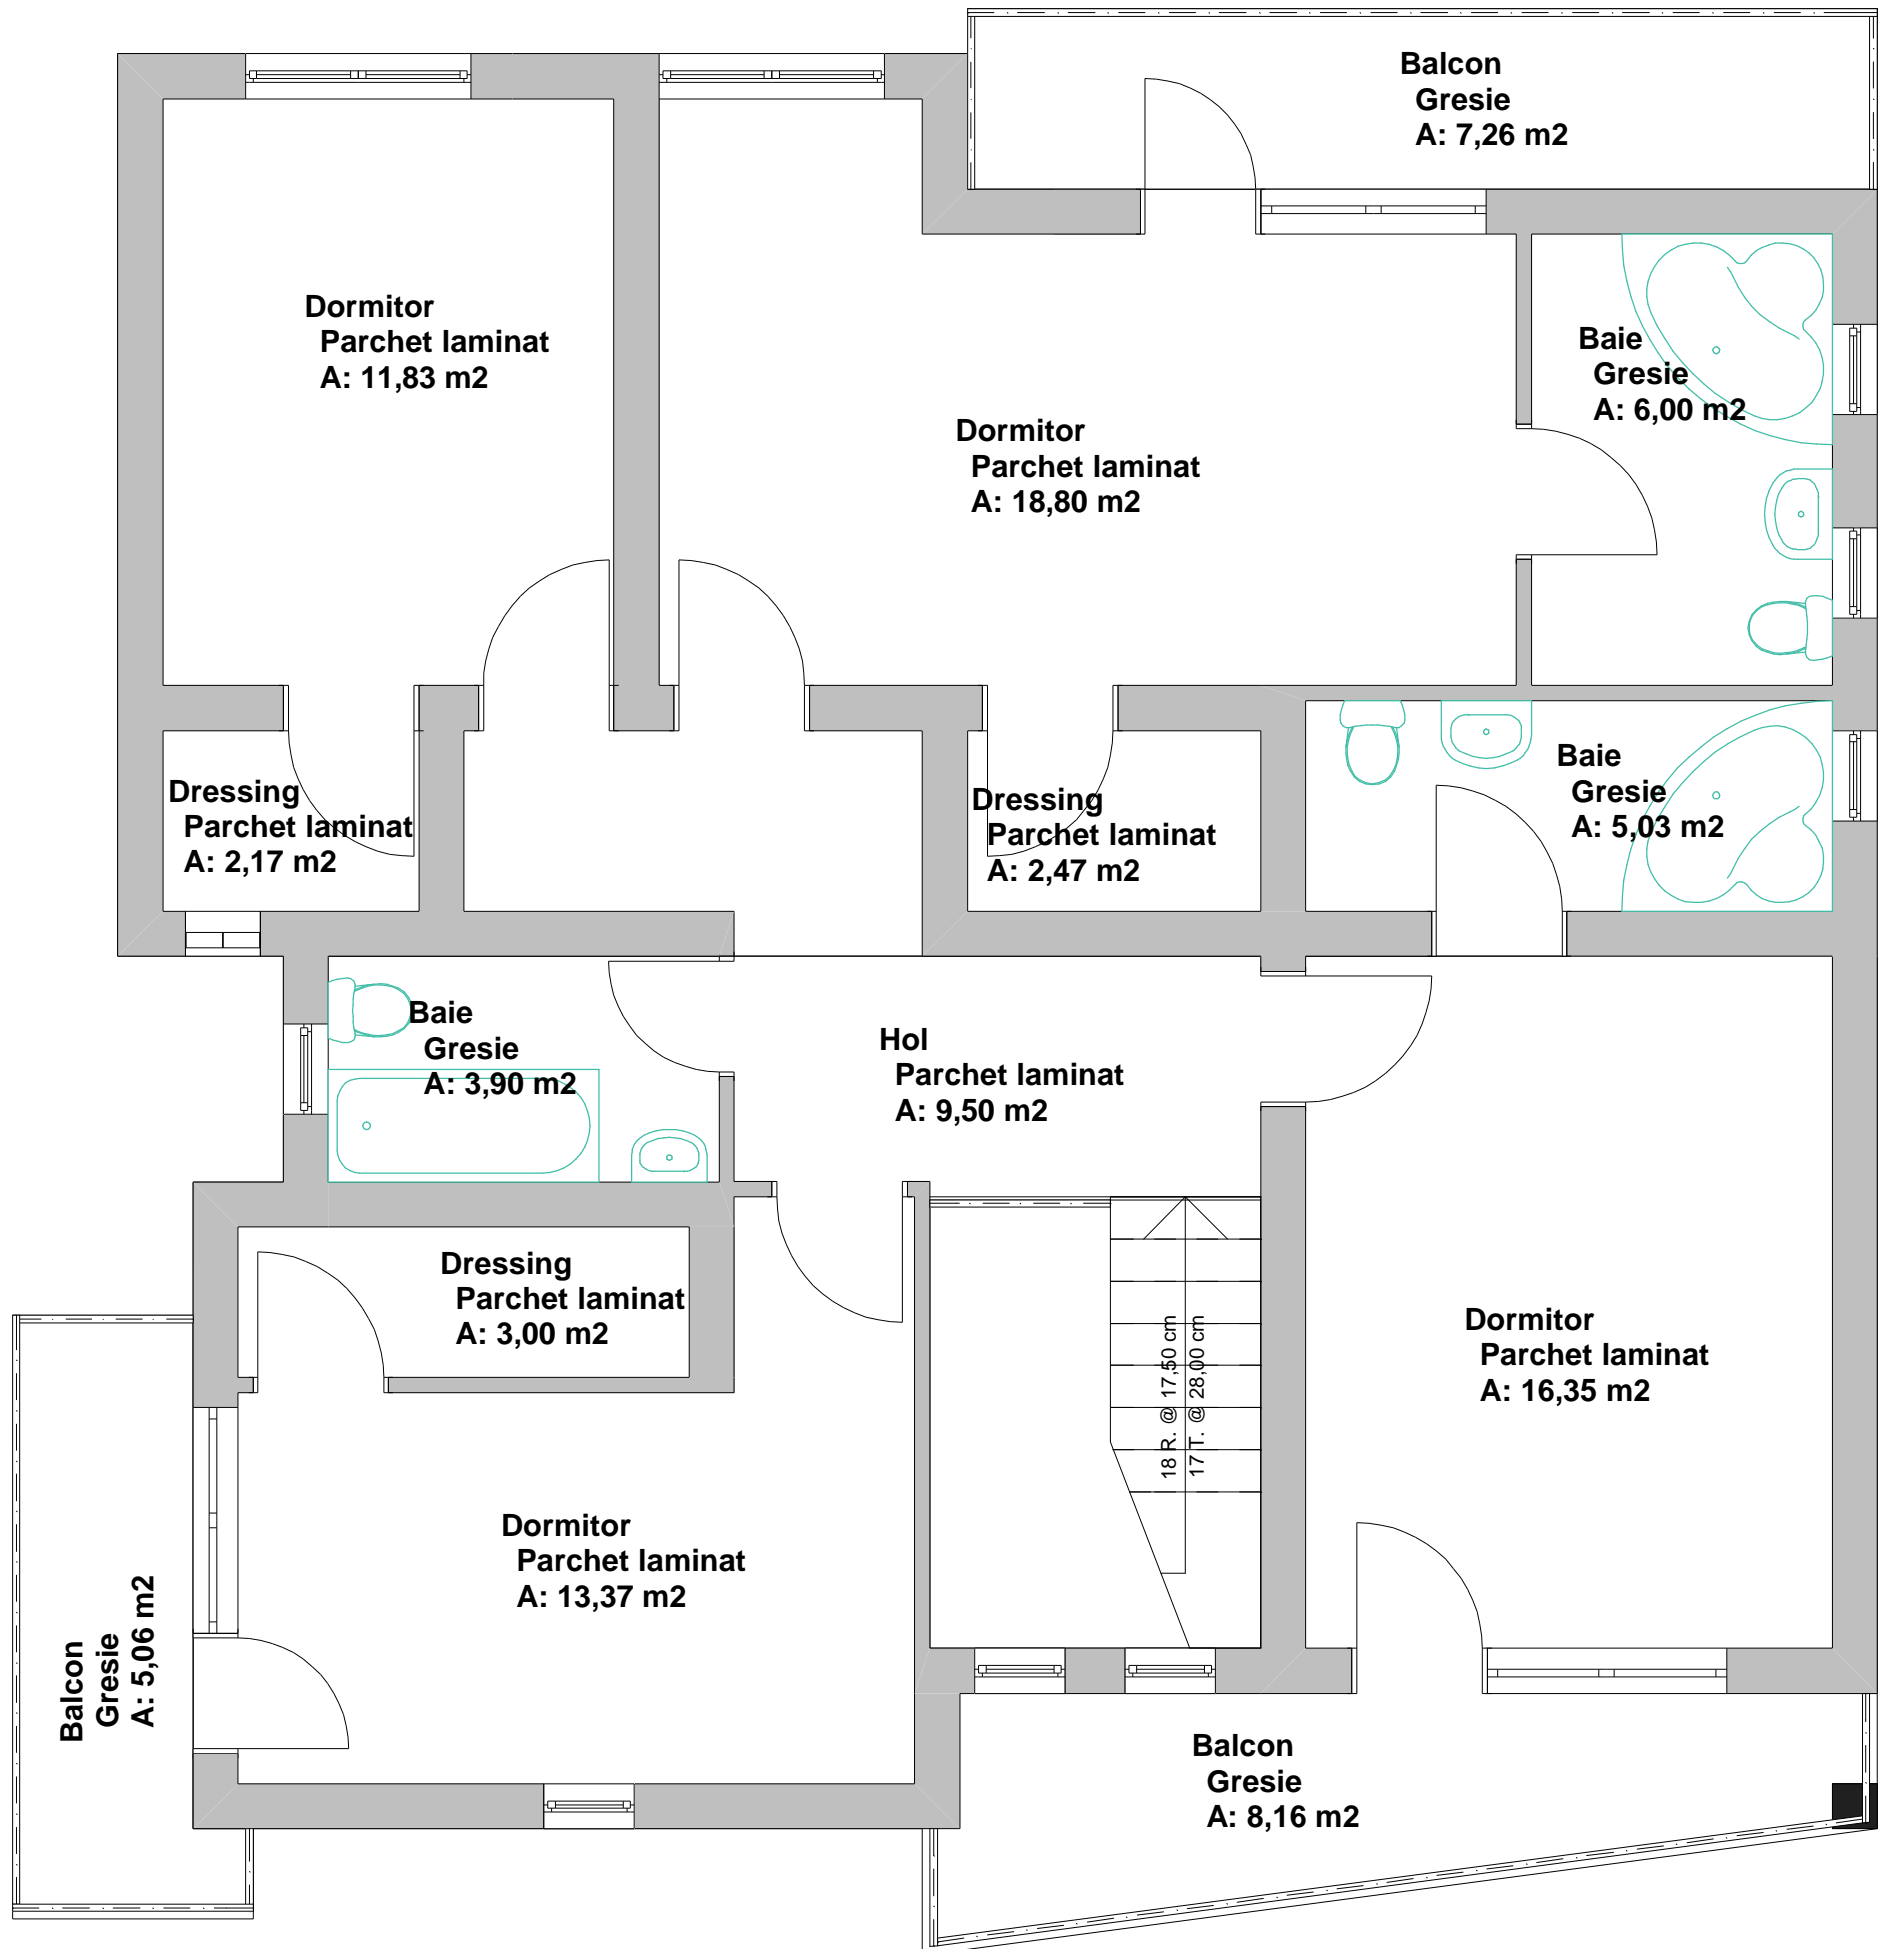 Balcon
Gresie
A: 7,26 m2
Dormitor
Parchet laminat
A: 11,83 m2
Baie
Gresie
A: 6,00 m2
Dormitor
Parchet laminat
A: 18,80 m2
Dressing
Parchet laminat
A: 2,17 m2
Dressing
Parchet laminat
A: 2,47 m2
Baie
Gresie
A: 5,03 m2
Baie
Gresie
A: 3,90 m2
Hol
Parchet laminat
A: 9,50 m2
Dressing
Parchet laminat
A: 3,00 m2
18 R. @ 17,50 cm
17 T. @ 28,00 cm
Dormitor
Parchet laminat
A: 16,35 m2
Dormitor
Parchet laminat
A: 13,37 m2
Balcon
Gresie
A: 5,06 m2
Balcon
Gresie
A: 8,16 m2